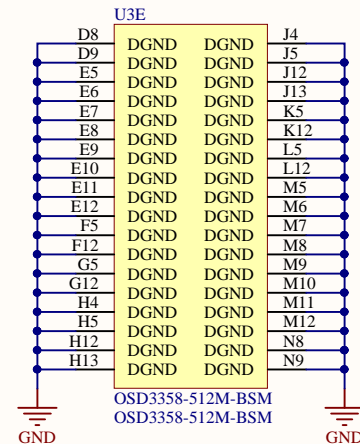 U3E
D8 DGND DGND J4
D9 DGND DGND J5
E5 DGND DGND J12
E6 DGND DGND J13
E7 DGND DGND K5
E8 DGND DGND K12
E9 DGND DGND L5
E10 DGND DGND L12
E11 DGND DGND M5
E12 DGND DGND M6
F5 DGND DGND M7
F12 DGND DGND M8
G5 DGND DGND M9
G12 DGND DGND M10
H4 DGND DGND M11
H5 DGND DGND M12
H12 DGND DGND N8
H13 DGND DGND N9
OSD3358-512M-BSM
OSD3358-512M-BSM
GND GND